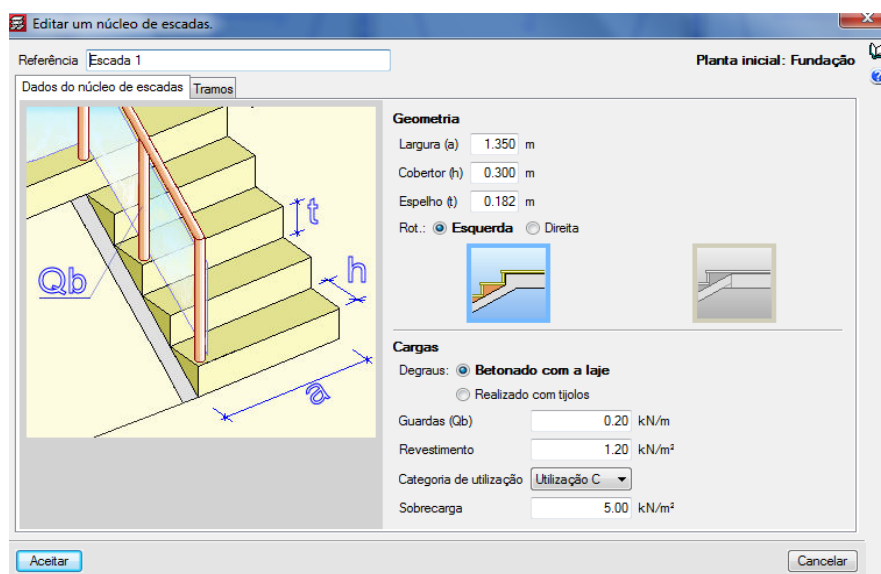 Editar um núcleo de escadas.
Referência Escada 1 Planta inicial: Fundação
Dados do núcleo de escadas Tramos
t
h
Qb
a
Geometria
Largura (a) 1.350 m
Cobertor (h) 0.300 m
Espelho (t) 0.182 m
Rot.: Esquerda Direita
Cargas
Degraus: Betonado com a laje
Realizado com tijolos
Guardas (Qb) 0.20 kN/m
Revestimento 1.20 kN/m²
Categoria de utilização Utilização C
Sobrecarga 5.00 kN/m²
Aceitar Cancelar